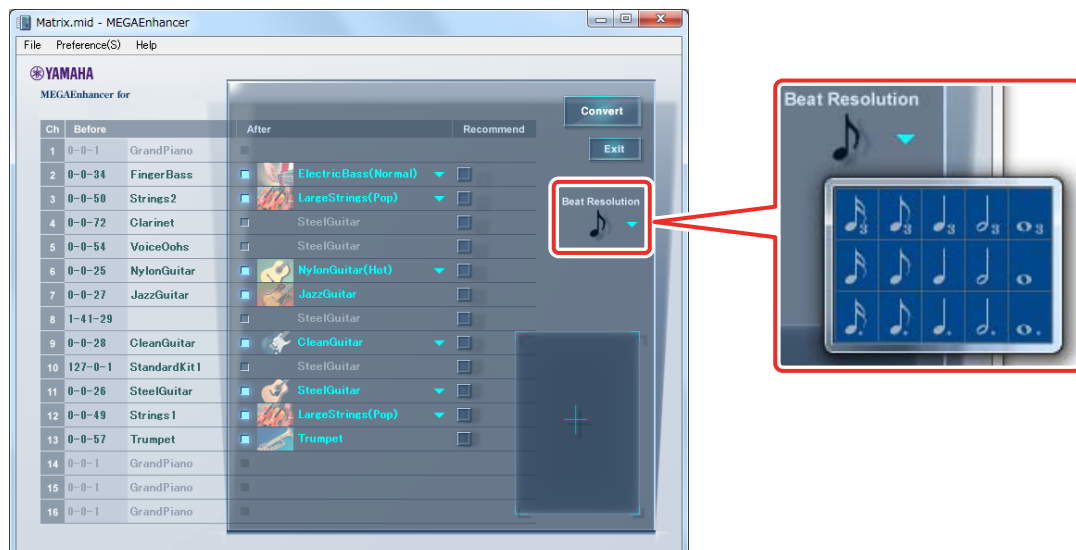 Matrix.mid - MEGAEnhancer
File Preference(S) Help
YAMAHA
MEGAEnhancer for
Convert
Exit
Ch Before After Recommend
1 0-0-1 GrandPiano
2 0-0-34 FingerBass ElectricBass(Normal)
3 0-0-50 Strings2 LargeStrings(Pop)
4 0-0-72 Clarinet SteelGuitar
5 0-0-54 VoiceOohs SteelGuitar
6 0-0-25 NylonGuitar NylonGuitar(Hot)
7 0-0-27 JazzGuitar JazzGuitar
8 1-41-29 SteelGuitar
9 0-0-28 CleanGuitar CleanGuitar
10 127-0-1 StandardKit1 SteelGuitar
11 0-0-26 SteelGuitar SteelGuitar
12 0-0-49 Strings1 LargeStrings(Pop)
13 0-0-57 Trumpet Trumpet
14 0-0-1 GrandPiano
15 0-0-1 GrandPiano
16 0-0-1 GrandPiano
Beat Resolution
Beat Resolution
3 3 3 3 3